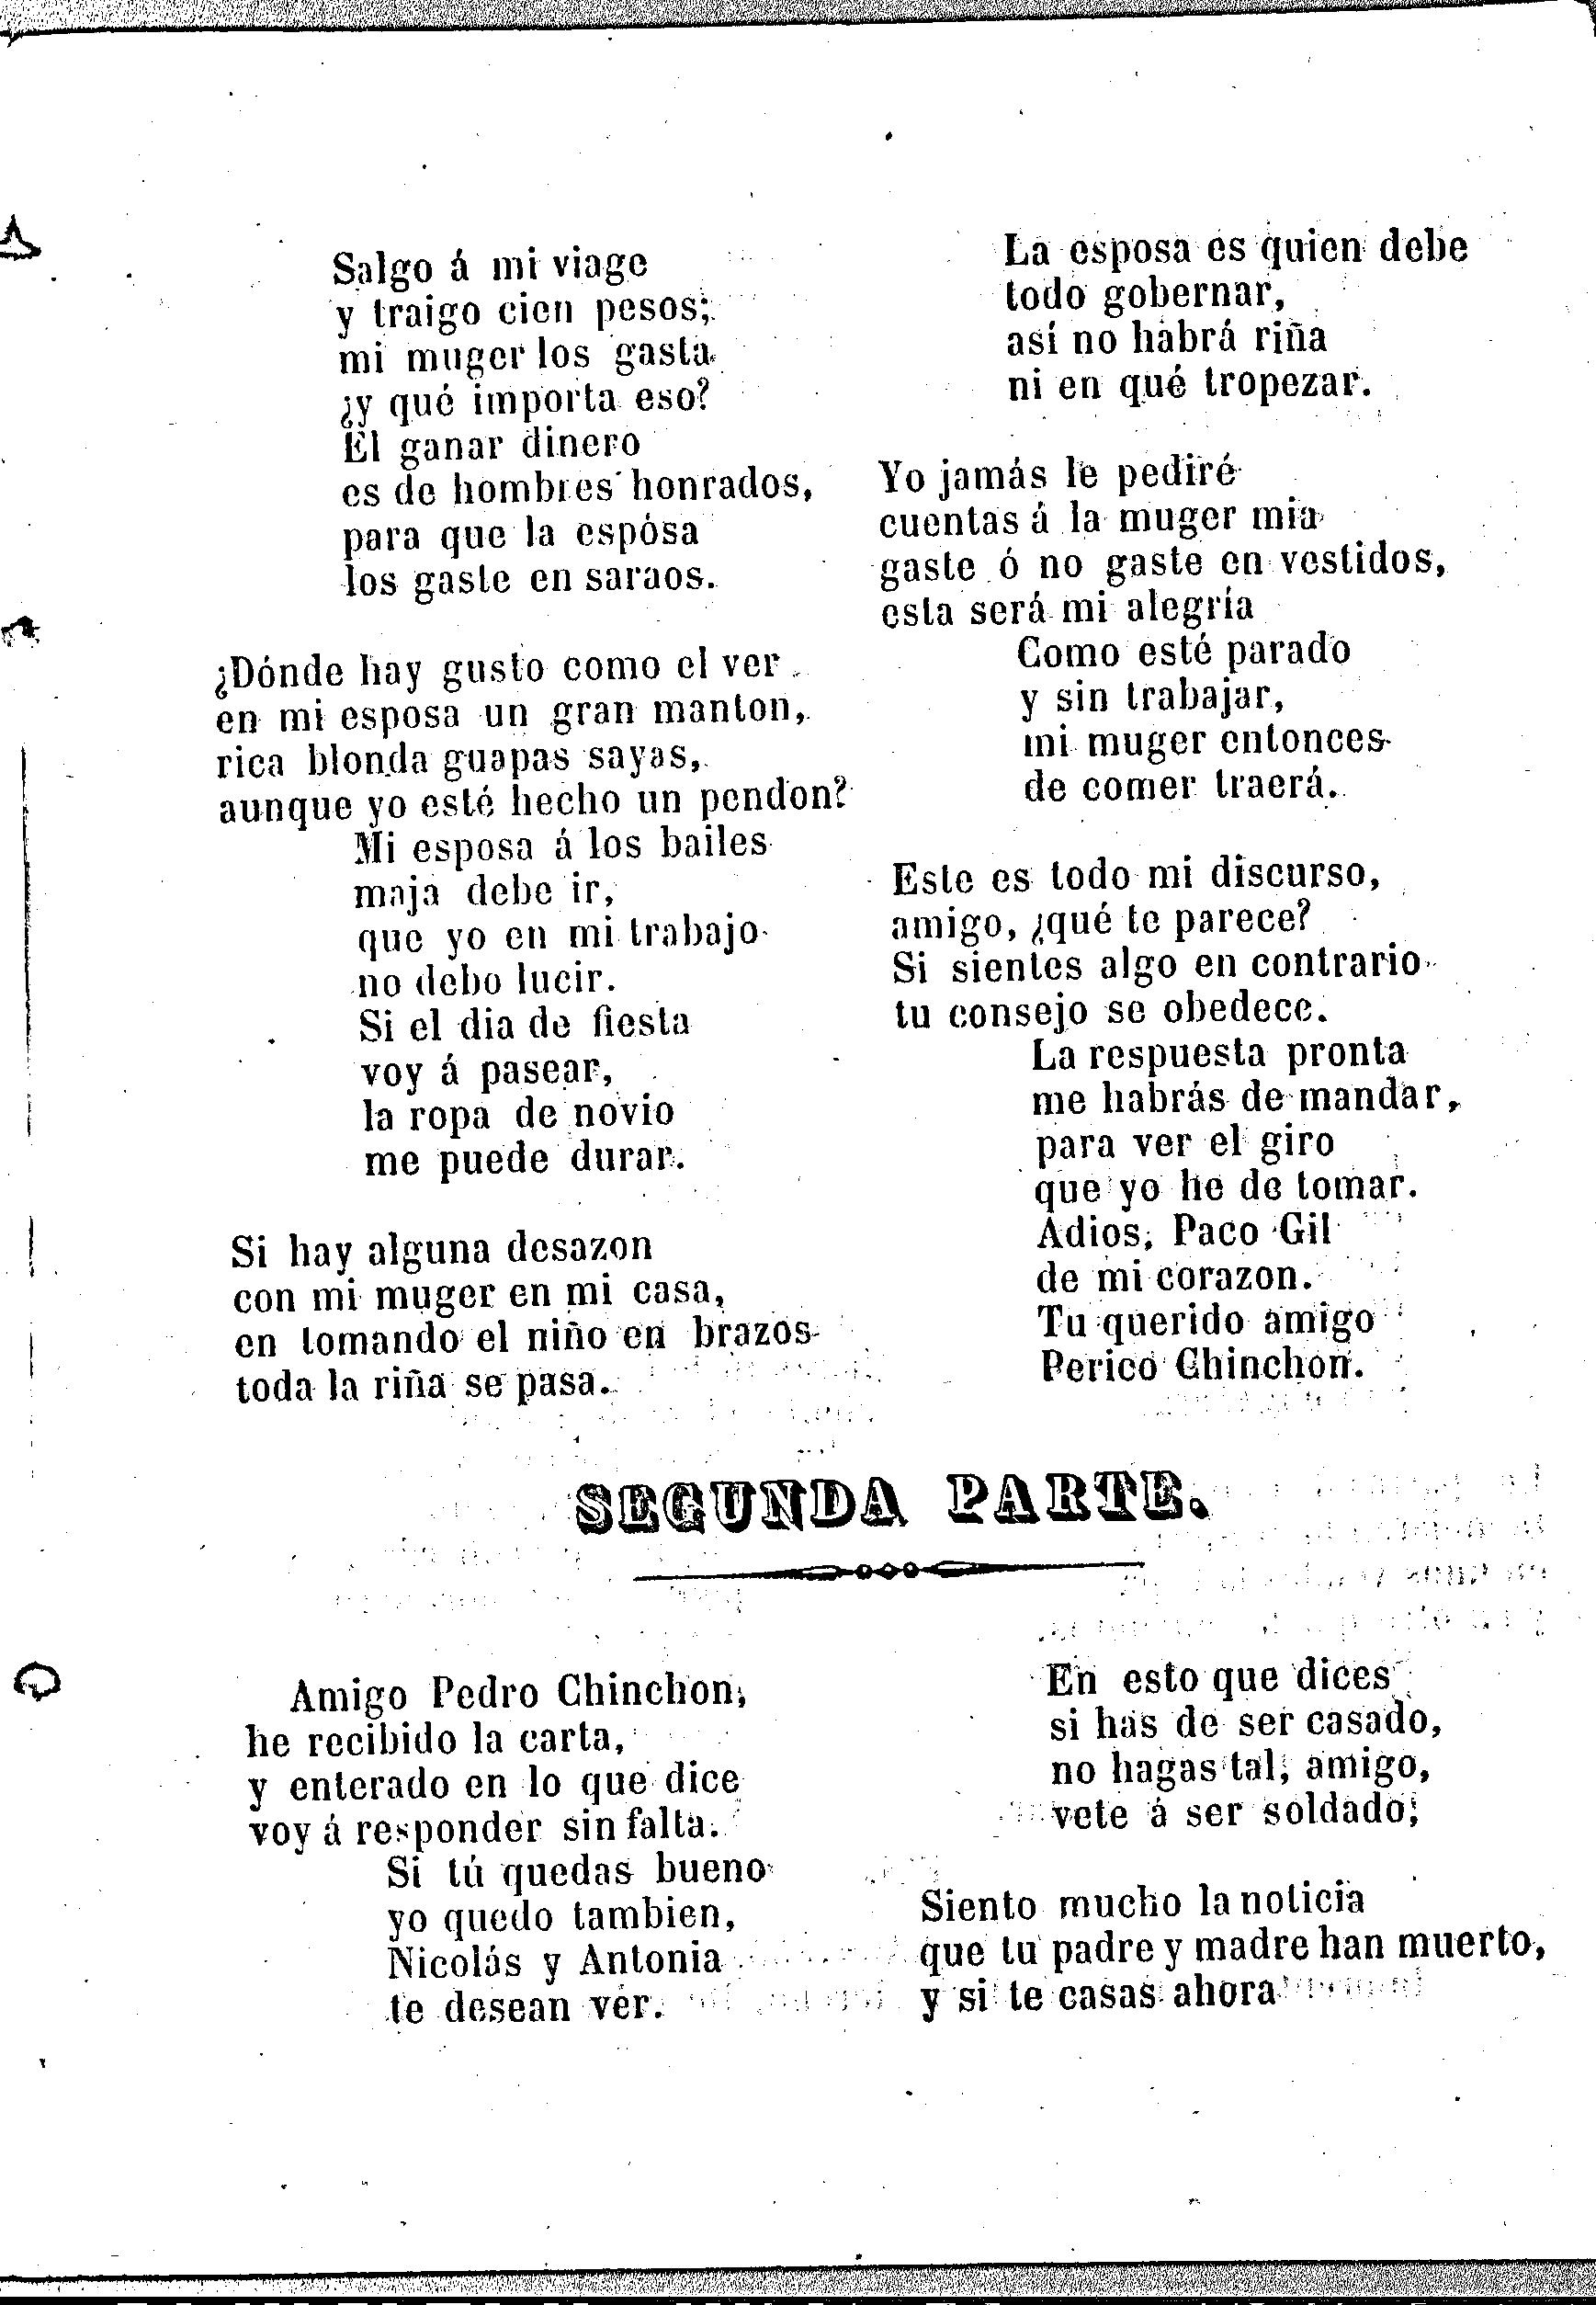 Salgo á mi viage
y traigo cien pesos;
mi muger los gasta
¿y qué importa eso?
El ganar dinero
es de hombres honrados,
para que la espósa
los gaste en saraos.
¿Dónde hay gusto como el ver
en mi esposa un gran manton,
rica blonda guapas sayas,
aunque yo esté hecho un pendon?
Mi esposa á los bailes
maja debe ir,
que yo en mi trabajo
no debo lucir.
Si el dia de fiesta
voy á pasear,
la ropa de novio
me puede durar.
Si hay alguna desazon
con mi muger en mi casa,
en tomando el niño en brazos
toda la riña se pasa.
La esposa es quien debe
todo gobernar,
así no habrá riña
ni en qué tropezar.
Yo jamás le pediré
cuentas á la muger mia
gaste ó no gaste en vestidos,
esta será mi alegría
Como esté parado
y sin trabajar,
mi muger entonces
de comer traerá.
Este es todo mi discurso,
amigo, ¿qué te parece?
Si sientes algo en contrario
tu consejo se obedece.
La respuesta pronta
me habrás de mandar,
para ver el giro
que yo he de tomar.
Adios, Paco Gil
de mi corazon.
Tu querido amigo
Perico Chinchon.
SEGUNDA PARTE.
Amigo Pedro Chinchon,
he recibido la carta,
y enterado en lo que dice
voy á responder sin falta.
Si tú quedas bueno
yo quedo tambien,
Nicolás y Antonia
te desean ver.
En esto que dices
si has de ser casado,
no hagas tal, amigo,
vete á ser soldado;
Siento mucho la noticia
que tu padre y madre han muerto,
y si te casas ahora